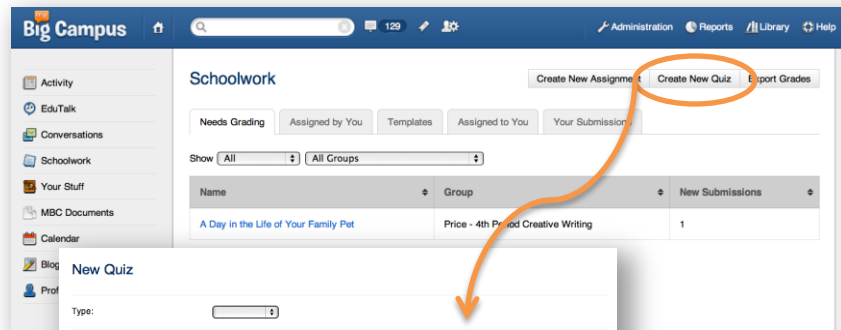 Big Campus
129
Administration Reports Library Help
Activity
EduTalk
Conversations
Schoolwork
Your Stuff
MBC Documents
Calendar
Blog
Prof
Schoolwork
Create New Assignment Create New Quiz Export Grades
Needs Grading Assigned by You Templates Assigned to You Your Submissions
Show All All Groups
Name Group New Submissions
A Day in the Life of Your Family Pet Price - 4th Period Creative Writing 1
New Quiz
Type: